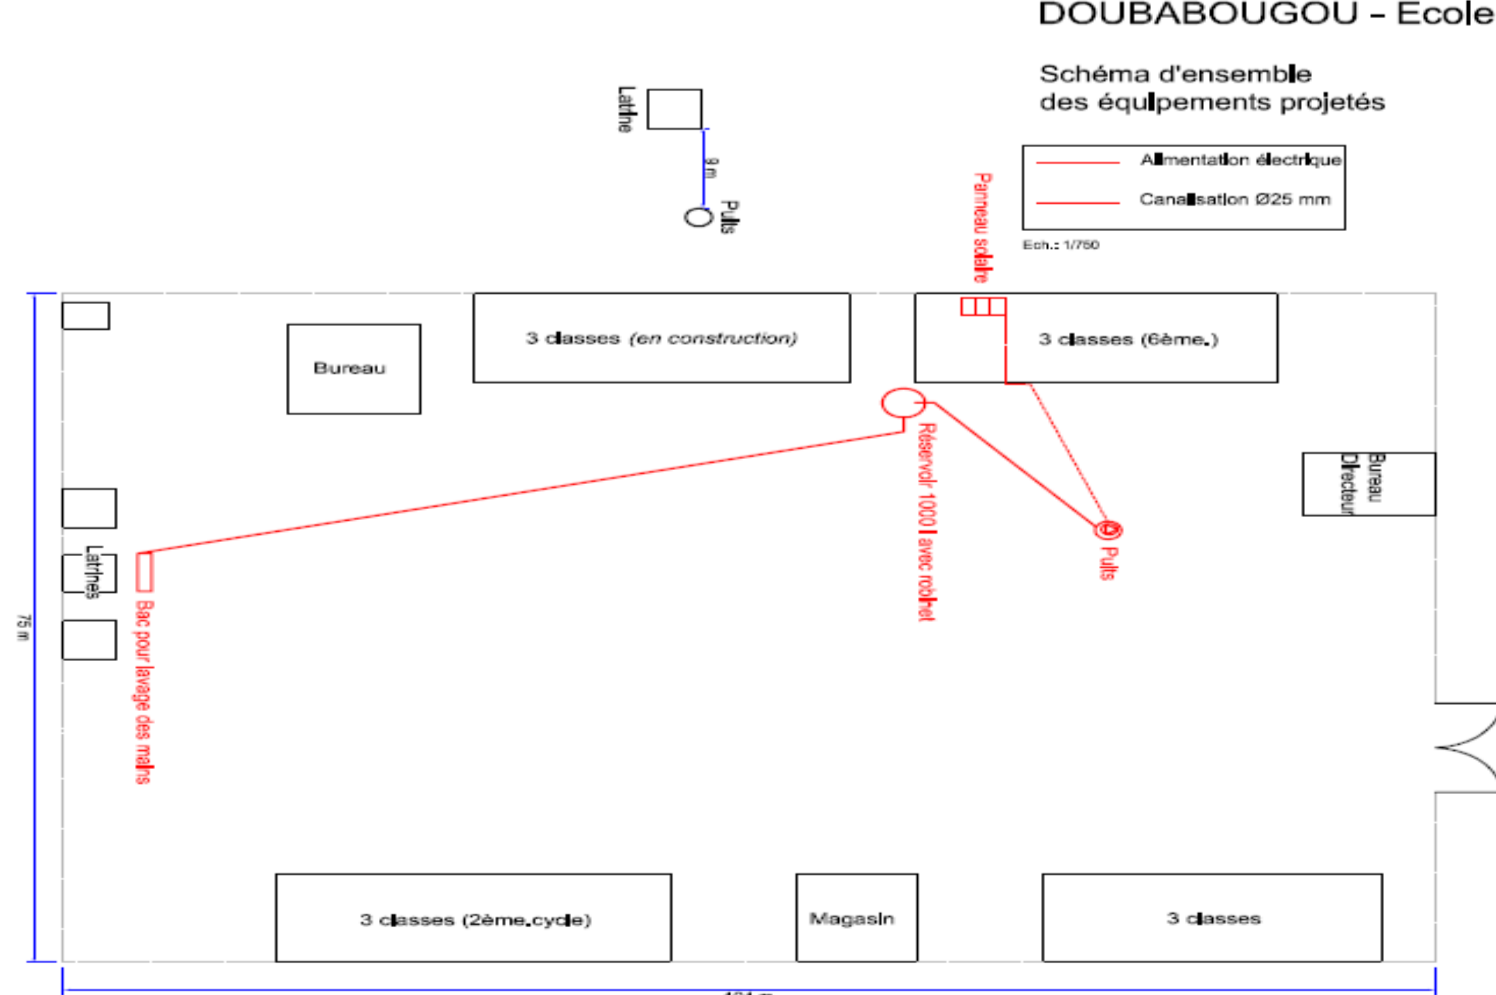 DOUBABOUGOU - Ecole
Schéma d'ensemble
des équipements projetés
Alimentation électrique
Canalisation Ø25 mm
Ech.: 1/750
Latrine
9 m
Puits
Panneau solaire
3 classes (en construction)
3 classes (6ème.)
Bureau
Bureau
Directeur
Réservoir 1000 l avec robinet
Puits
Latrines
Bac pour lavage des mains
75 m
3 classes (2ème.cycle)
Magasin
3 classes